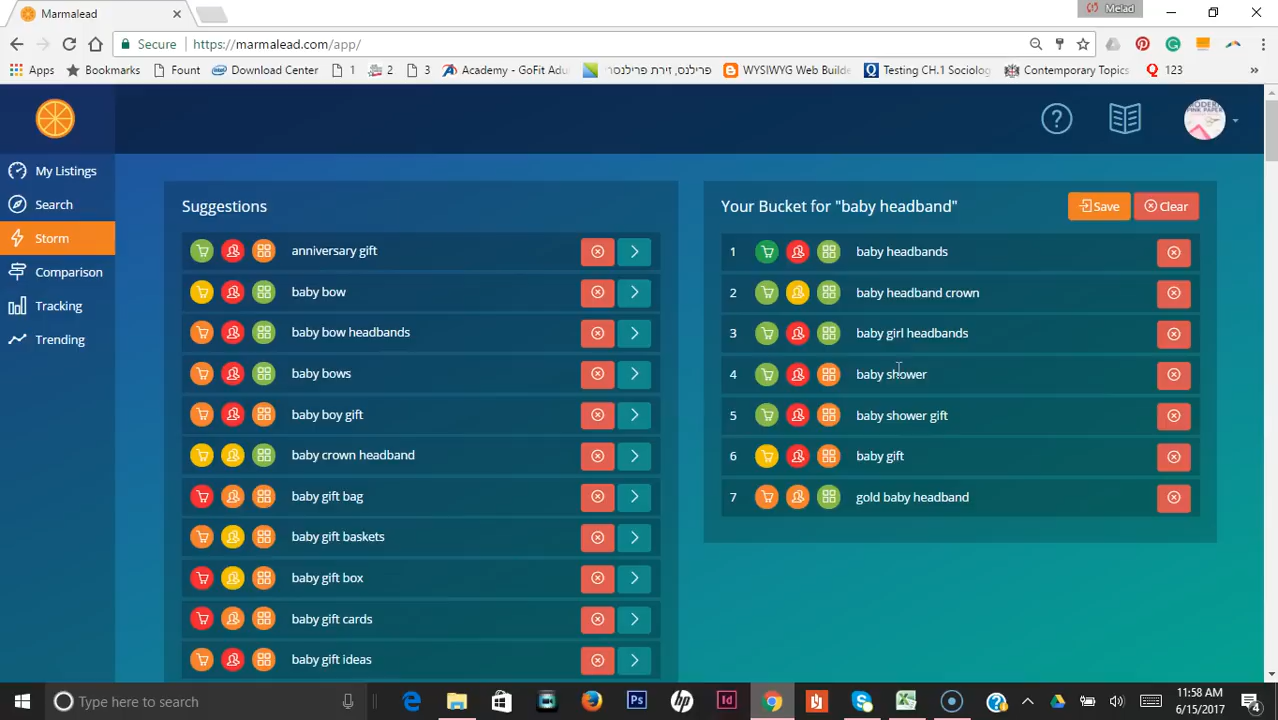 Marmalead
Melad
Secure https://marmalead.com/app/
Apps Bookmarks Fount Download Center 1 2 3 Academy - GoFit Adu פרילנס, זירת פרילנסר WYSIWYG Web Builde Testing CH.1 Sociolog Contemporary Topics 123
My Listings
Search
Storm
Comparison
Tracking
Trending
Suggestions
anniversary gift
baby bow
baby bow headbands
baby bows
baby boy gift
baby crown headband
baby gift bag
baby gift baskets
baby gift box
baby gift cards
baby gift ideas
Your Bucket for "baby headband" Save Clear
1 baby headbands
2 baby headband crown
3 baby girl headbands
4 baby shower
5 baby shower gift
6 baby gift
7 gold baby headband
Type here to search
11:58 AM
6/15/2017